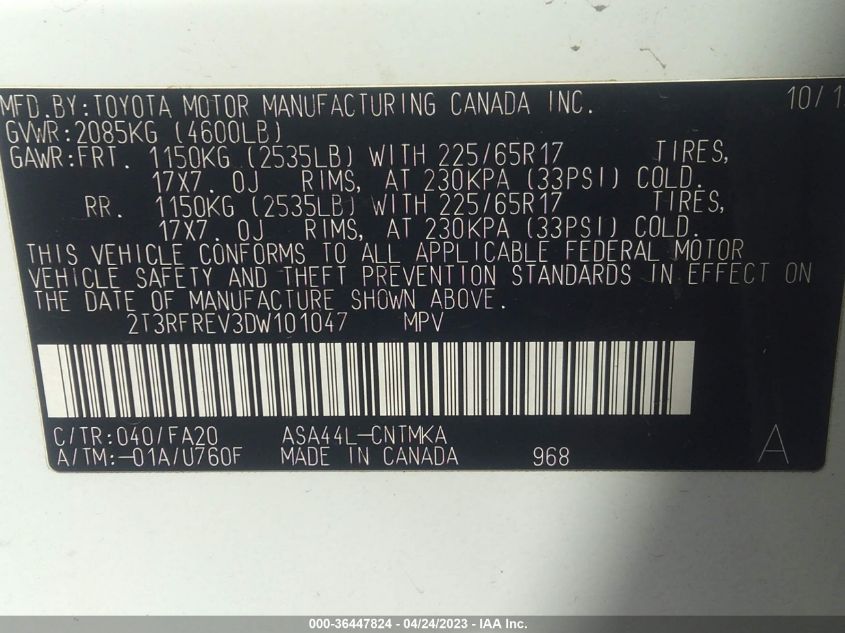 MFD.BY:TOYOTA MOTOR MANUFACTURING CANADA INC. 10/1
GVWR:2085KG (4600LB)
GAWR:FRT. 1150KG (2535LB) WITH 225/65R17 TIRES,
17X7. 0J RIMS, AT 230KPA (33PSI) COLD.
RR. 1150KG (2535LB) WITH 225/65R17 TIRES,
17X7. 0J RIMS, AT 230KPA (33PSI) COLD.
THIS VEHICLE CONFORMS TO ALL APPLICABLE FEDERAL MOTOR
VEHICLE SAFETY AND THEFT PREVENTION STANDARDS IN EFFECT ON
THE DATE OF MANUFACTURE SHOWN ABOVE.
2T3RFREV3DW101047 MPV
C/TR:040/FA20 ASA44L-CNTMKA
A/TM:-01A/U760F MADE IN CANADA 968 A
000-36447824 - 04/24/2023 - IAA Inc.